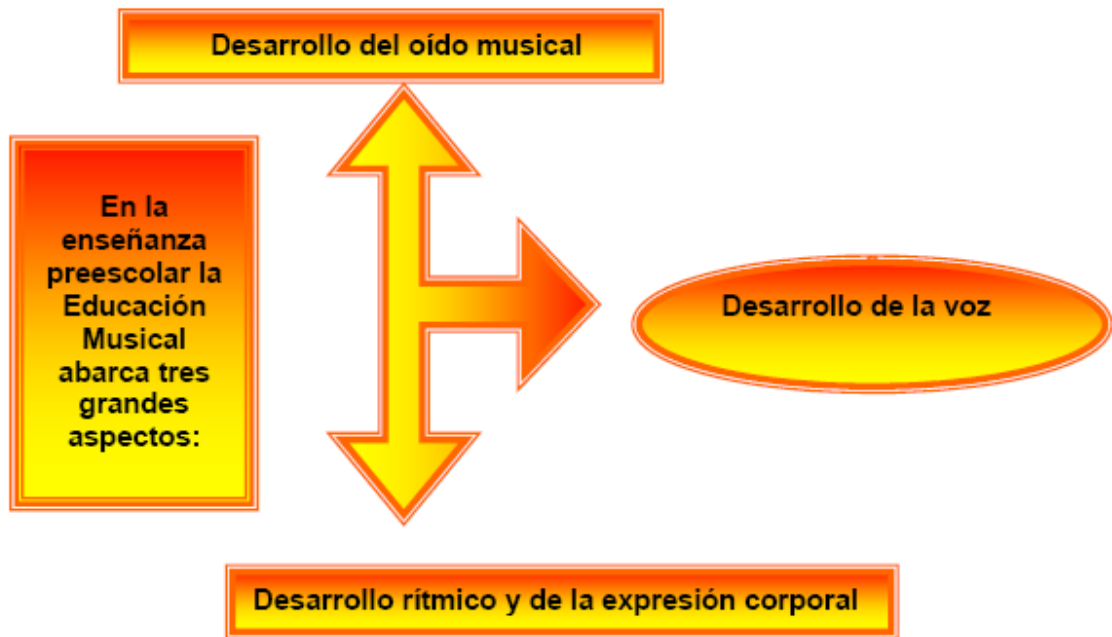 Desarrollo del oído musical
En la
enseñanza
preescolar la
Educación
Musical
abarca tres
grandes
aspectos:
Desarrollo de la voz
Desarrollo rítmico y de la expresión corporal